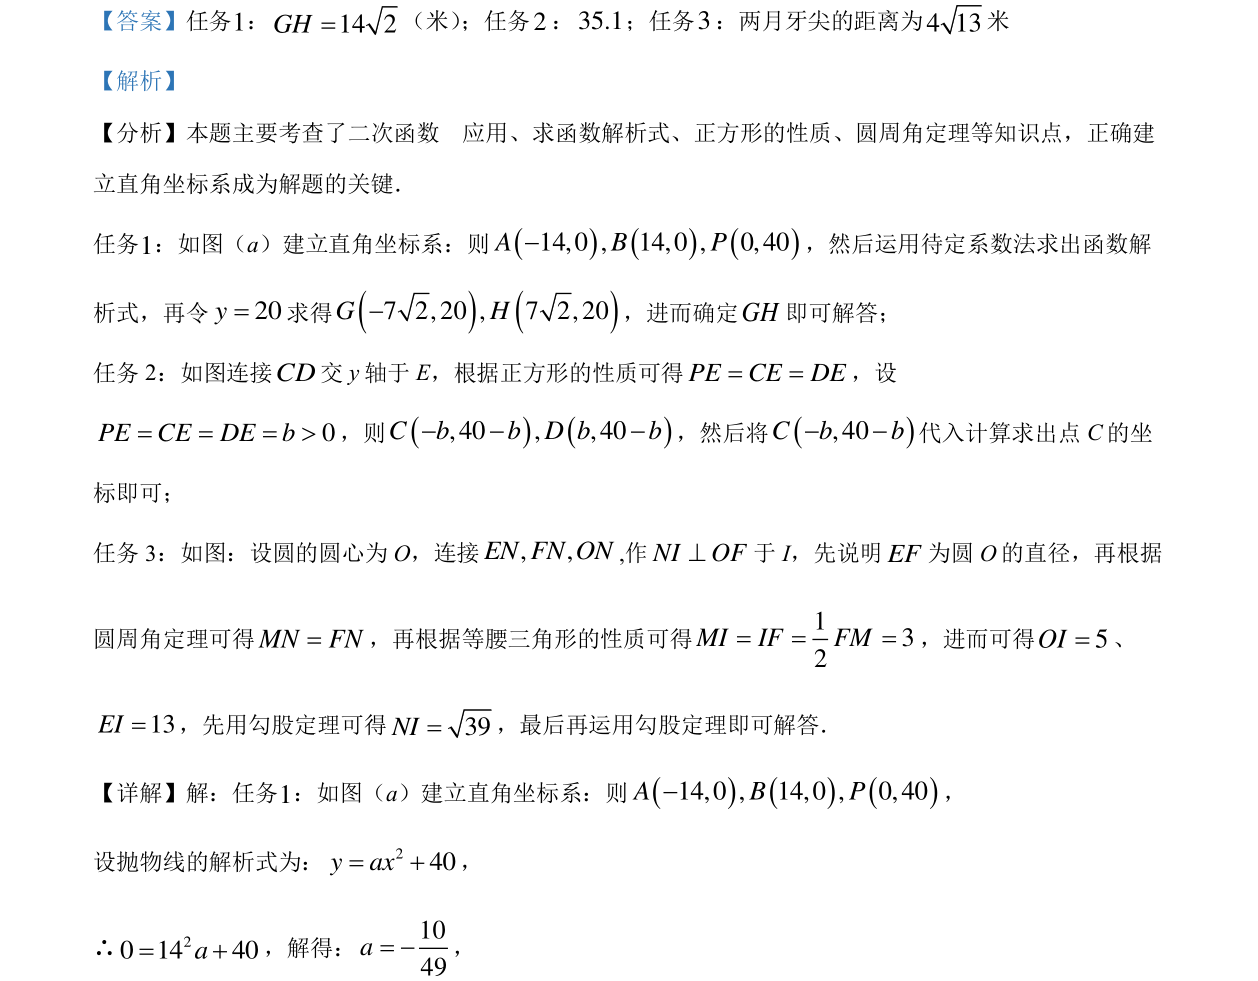 【答案】任务1：GH=14√2（米）；任务2：35.1；任务3：两月牙尖的距离为4√13米
【解析】
【分析】本题主要考查了二次函数 应用、求函数解析式、正方形的性质、圆周角定理等知识点，正确建
立直角坐标系成为解题的关键．
任务1：如图（a）建立直角坐标系：则A(−14,0),B(14,0),P(0,40)，然后运用待定系数法求出函数解
析式，再令y=20求得G(−7√2,20),H(7√2,20)，进而确定GH即可解答；
任务 2：如图连接CD交y轴于 E，根据正方形的性质可得PE=CE=DE，设
PE=CE=DE=b>0，则C(−b,40−b),D(b,40−b)，然后将C(−b,40−b)代入计算求出点 C的坐
标即可；
任务 3：如图：设圆的圆心为 O，连接EN,FN,ON,作NI⊥OF于 I，先说明EF为圆 O的直径，再根据
圆周角定理可得MN=FN，再根据等腰三角形的性质可得MI=IF=1/2FM=3，进而可得OI=5、
EI=13，先用勾股定理可得NI=√39，最后再运用勾股定理即可解答．
【详解】解：任务1：如图（a）建立直角坐标系：则A(−14,0),B(14,0),P(0,40)，
设抛物线的解析式为：y=ax²+40，
∴0=14²a+40，解得：a=−10/49，